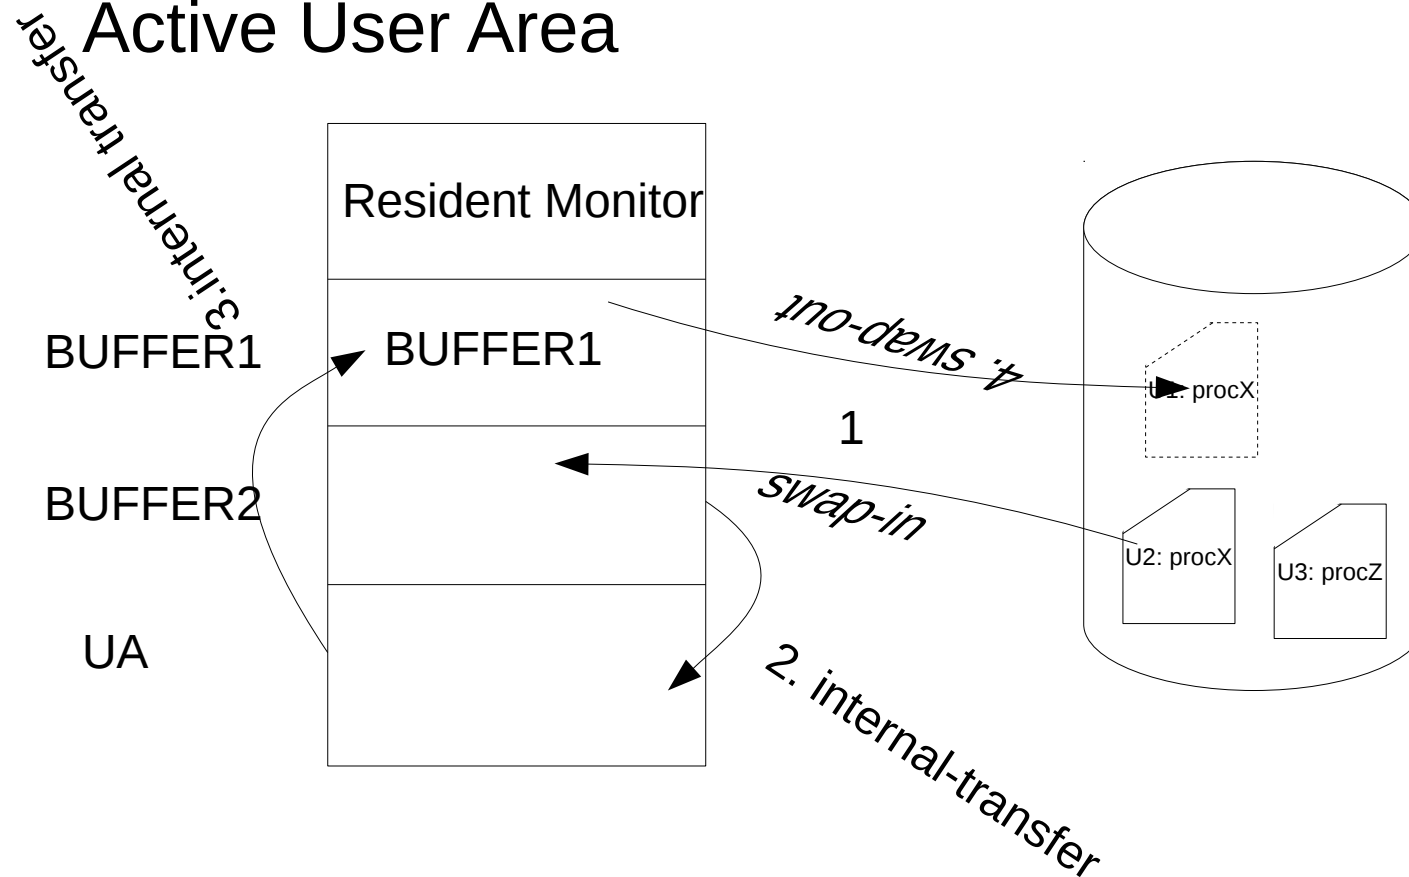 Active User Area
3.internal transfer
Resident Monitor
BUFFER1
BUFFER1
4. swap-out
U1: procX
1
BUFFER2
swap-in
U2: procX
U3: procZ
UA
2. internal-transfer